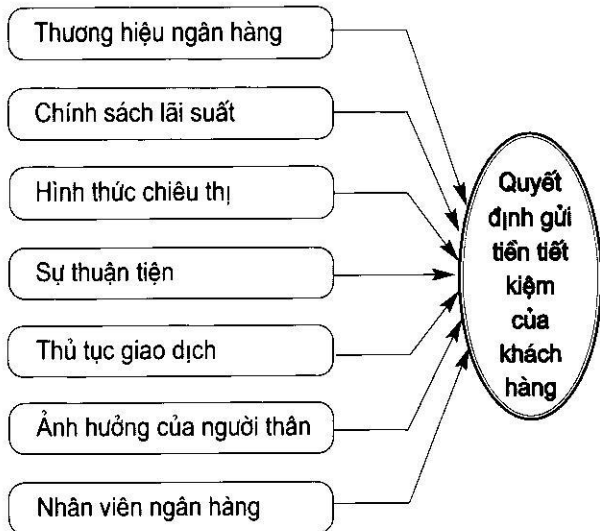 Thương hiệu ngân hàng
Chính sách lãi suất
Hình thức chiêu thị
Sự thuận tiện
Thủ tục giao dịch
Ảnh hưởng của người thân
Nhân viên ngân hàng
Quyết
định gửi
tiền tiết
kiệm
của
khách
hàng